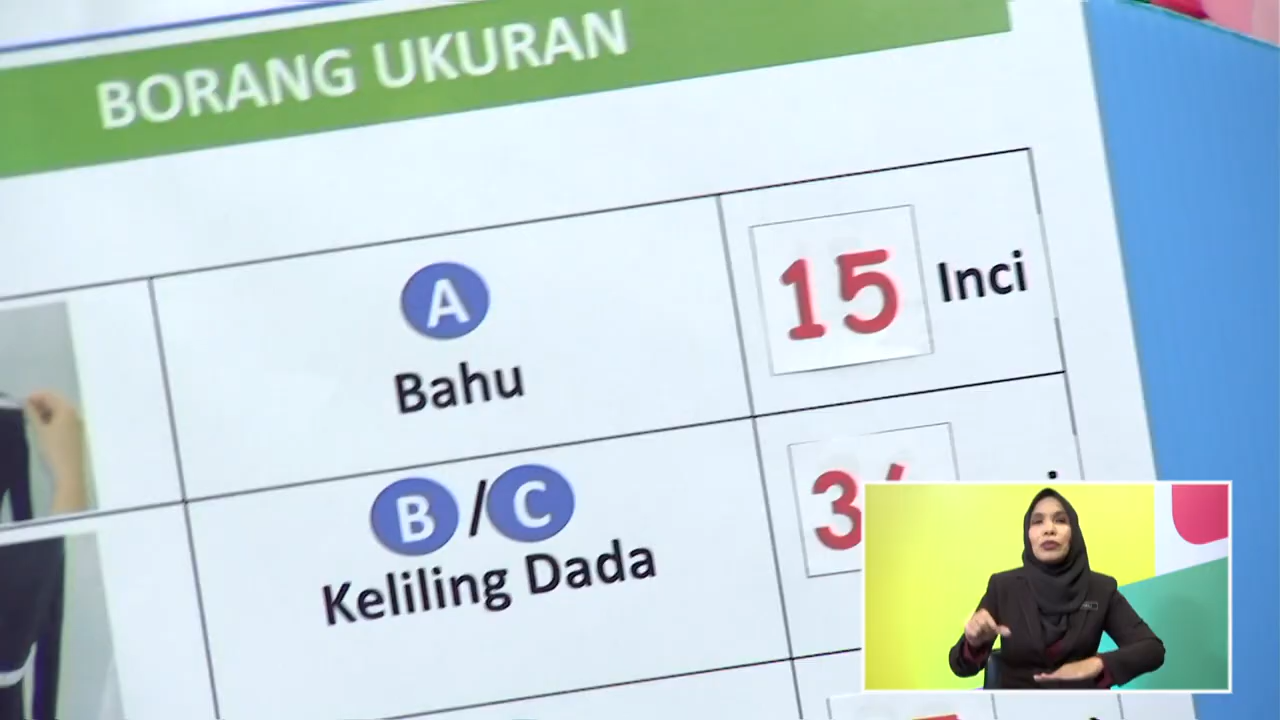 BORANG UKURAN
A
Bahu
15 Inci
B / C
Keliling Dada